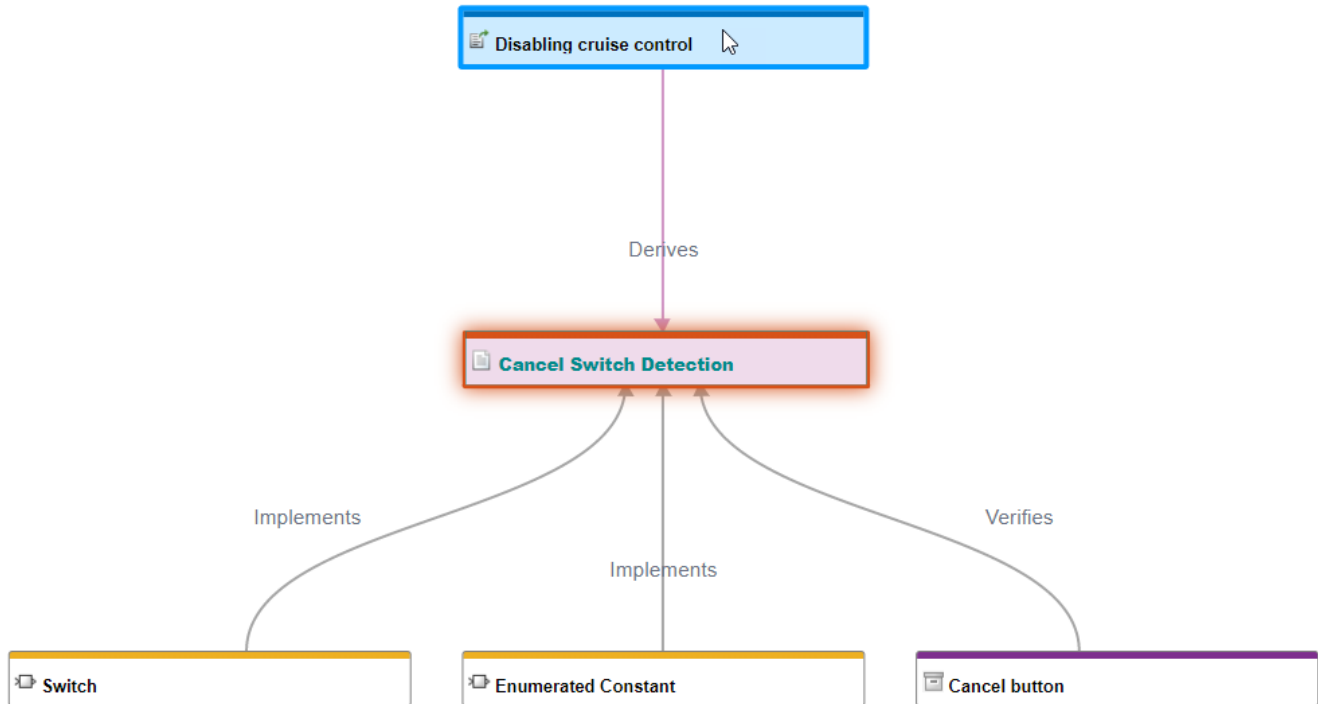 Disabling cruise control
Derives
Cancel Switch Detection
Implements
Verifies
Implements
Switch
Enumerated Constant
Cancel button